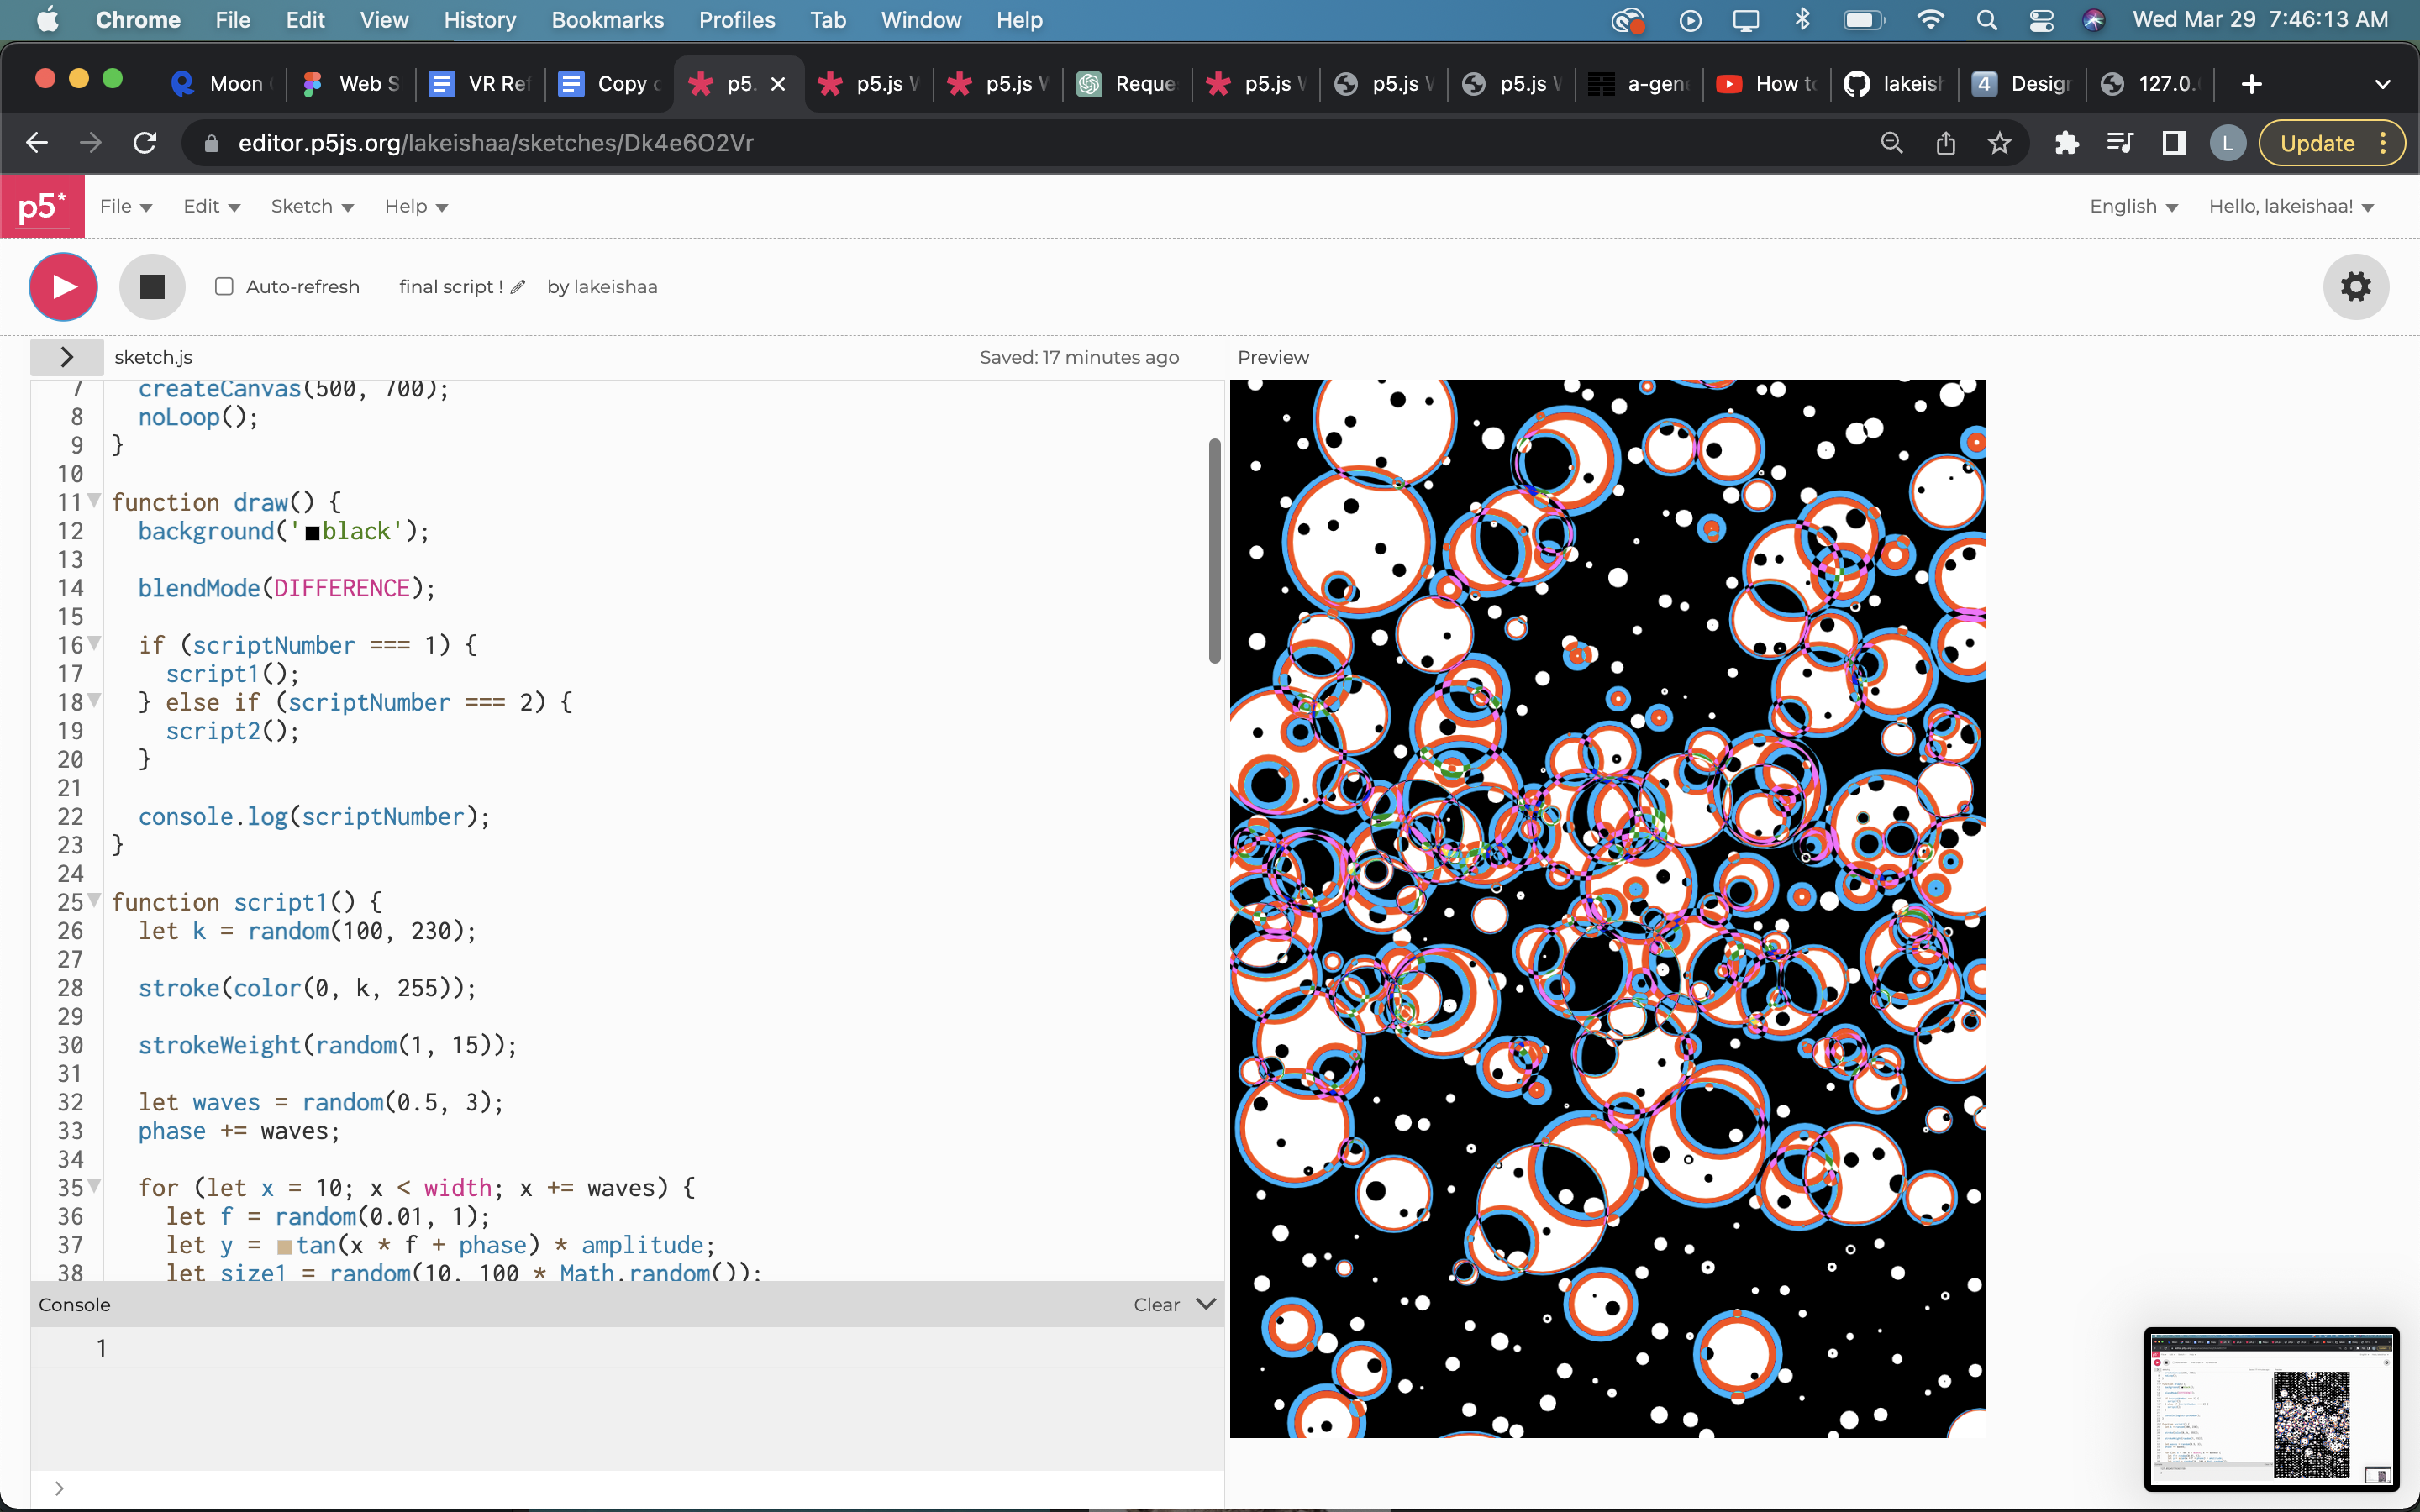 Chrome File Edit View History Bookmarks Profiles Tab Window Help Wed Mar 29 7:46:13 AM
Moon Web S VR Ref Copy p5. p5.js p5.js Reque p5.js p5.js p5.js a-gen How to lakeish 4 Design 127.0.
editor.p5js.org/lakeishaa/sketches/Dk4e6O2Vr L Update
p5* File Edit Sketch Help English Hello, lakeishaa!
Auto-refresh final script ! by lakeishaa
sketch.js Saved: 17 minutes ago Preview
7 createCanvas(500, 700);
8 noLoop();
9 }
10
11 function draw() {
12 background('black');
13
14 blendMode(DIFFERENCE);
15
16 if (scriptNumber === 1) {
17 script1();
18 } else if (scriptNumber === 2) {
19 script2();
20 }
21
22 console.log(scriptNumber);
23 }
24
25 function script1() {
26 let k = random(100, 230);
27
28 stroke(color(0, k, 255));
29
30 strokeWeight(random(1, 15));
31
32 let waves = random(0.5, 3);
33 phase += waves;
34
35 for (let x = 10; x < width; x += waves) {
36 let f = random(0.01, 1);
37 let y = tan(x * f + phase) * amplitude;
38 let size1 = random(10, 100 * Math.random());
Console Clear
1
>